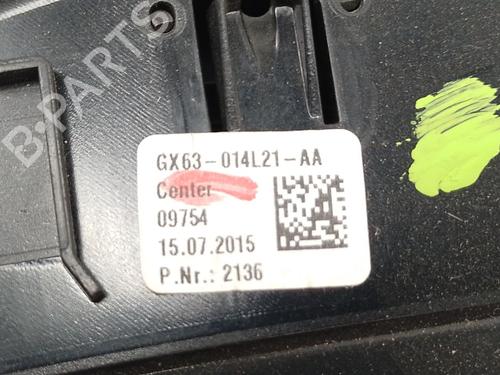 B-PARTS
GX63-014L21-AA
Center
09754
15.07.2015
P.Nr.: 2136